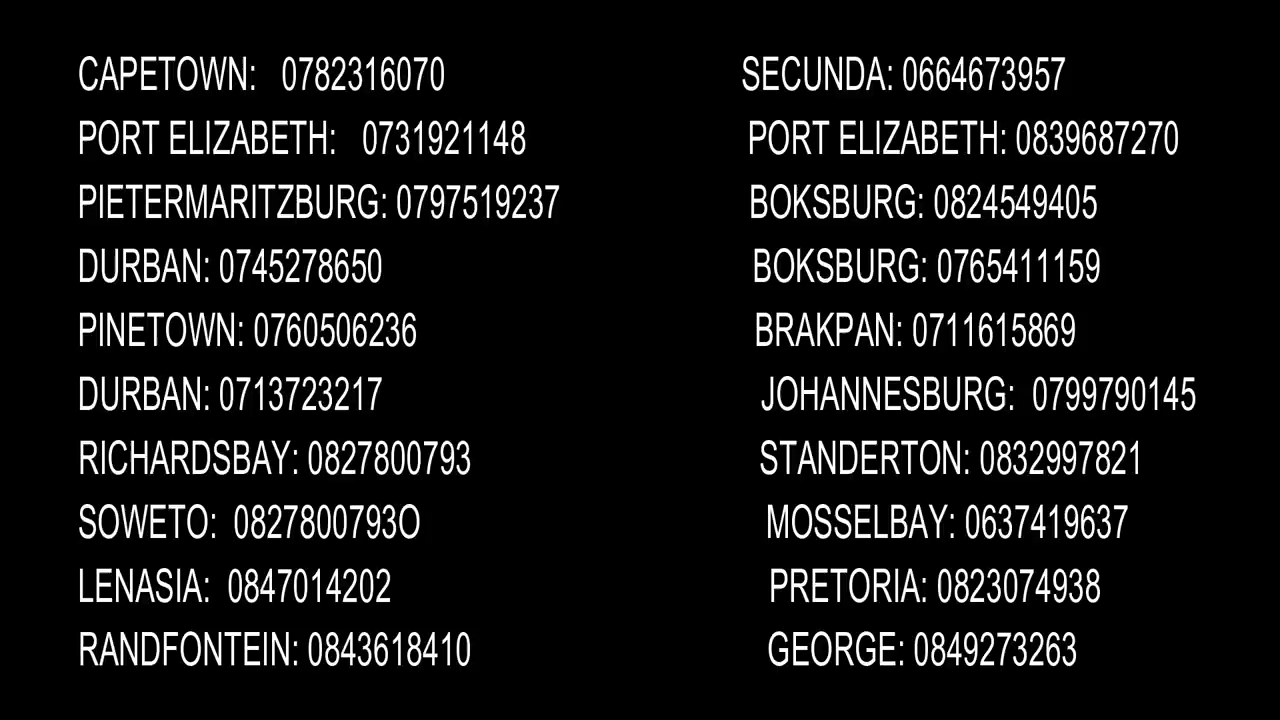 CAPETOWN: 0782316070
PORT ELIZABETH: 0731921148
PIETERMARITZBURG: 0797519237
DURBAN: 0745278650
PINETOWN: 0760506236
DURBAN: 0713723217
RICHARDSBAY: 0827800793
SOWETO: 0827800793O
LENASIA: 0847014202
RANDFONTEIN: 0843618410
SECUNDA: 0664673957
PORT ELIZABETH: 0839687270
BOKSBURG: 0824549405
BOKSBURG: 0765411159
BRAKPAN: 0711615869
JOHANNESBURG: 0799790145
STANDERTON: 0832997821
MOSSELBAY: 0637419637
PRETORIA: 0823074938
GEORGE: 0849273263